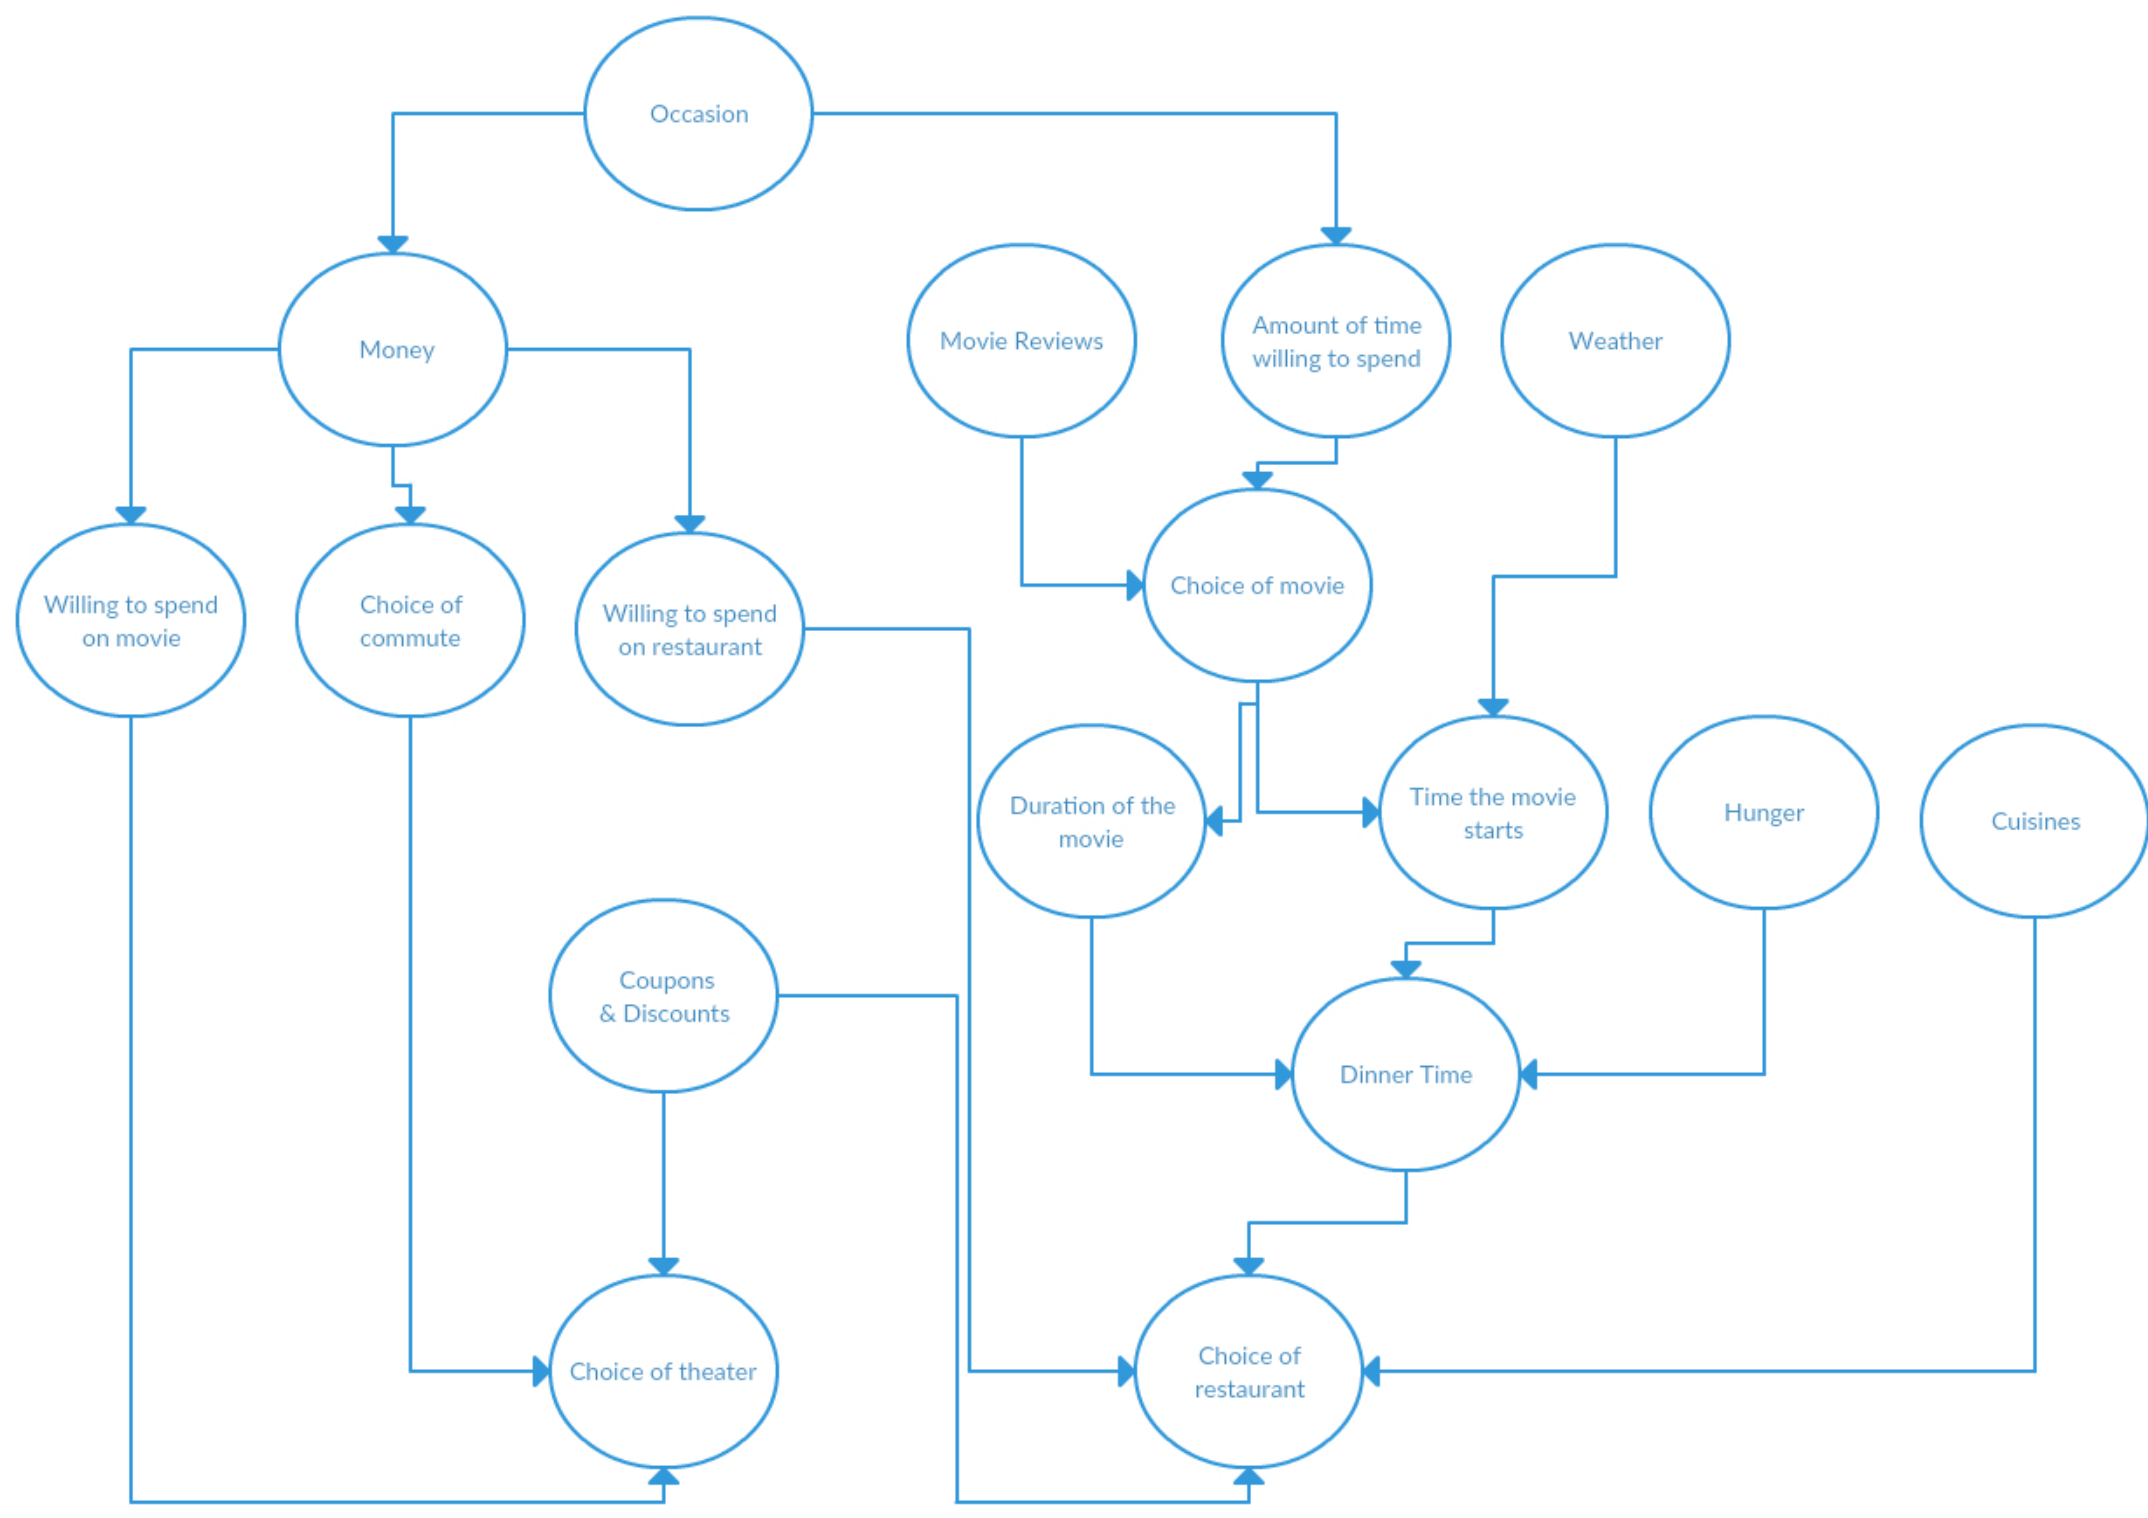 Occasion
Money
Movie Reviews
Amount of time
willing to spend
Weather
Willing to spend
on movie
Choice of
commute
Willing to spend
on restaurant
Choice of movie
Duration of the
movie
Time the movie
starts
Hunger
Cuisines
Coupons
& Discounts
Dinner Time
Choice of theater
Choice of
restaurant